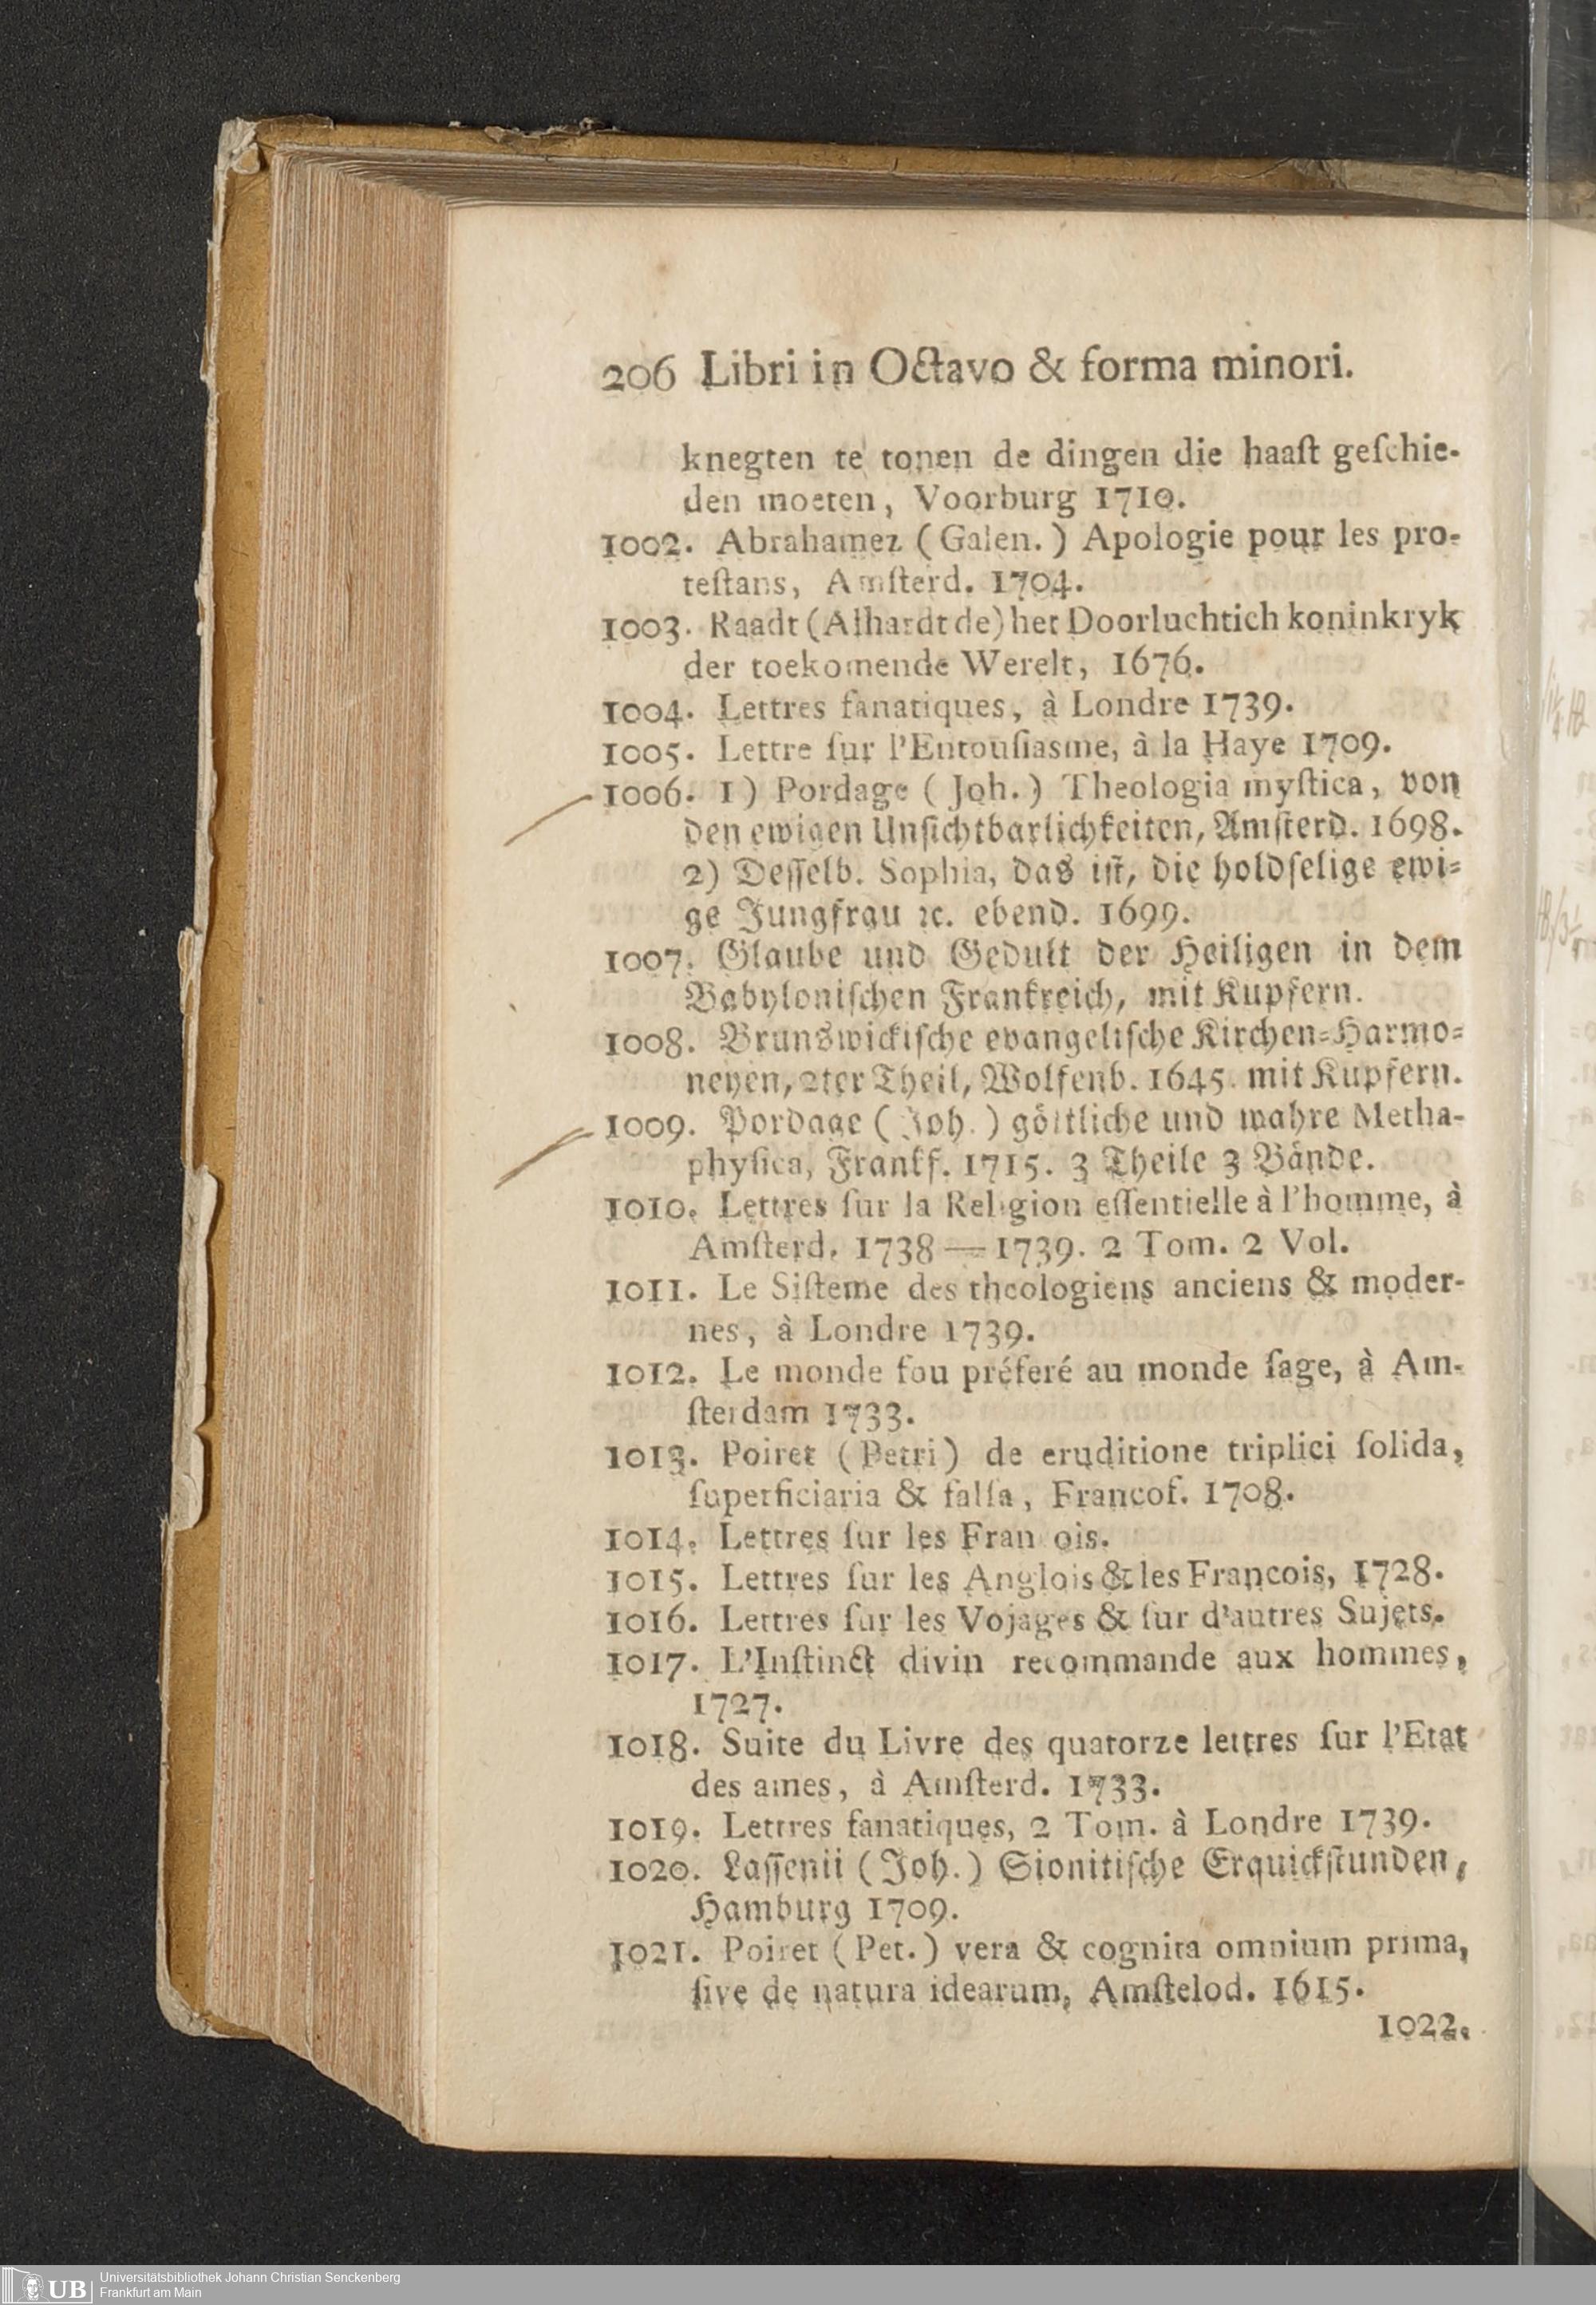 206 Libri in Octavo & forma minori.
knegten te tonen de dingen die haaſt geſchie-
den moeten, Voorburg 1710.
1002. Abrahamez (Galen.) Apologie pour les pro-
teſtans, Amſterd. 1704.
1003. Raadt (Alhardt de) het Doorluchtich koninkryk
der toekomende Werelt, 1676.
1004. Lettres fanatiques, à Londre 1739.
1005. Lettre ſur l'Entouſiasme, à la Haye 1709.
1006. 1) Pordage (Joh.) Theologia myſtica, von
den ewigen Unſichtbarlichkeiten, Amſterd. 1698.
2) Deſſelb. Sophia, das iſt, die holdſelige ewi-
ge Jungfrau ꝛc. ebend. 1699.
1007. Glaube und Gedult der Heiligen in dem
Babyloniſchen Frankreich, mit Kupfern.
1008. Brunswickiſche evangeliſche Kirchen-Harmo-
neyen, 2ter Theil, Wolfenb. 1645. mit Kupfern.
1009. Pordage (Joh.) göttliche und wahre Metha-
phyſica, Frankf. 1715. 3 Theile 3 Bände.
1010. Lettres ſur la Religion eſſentielle à l'homme, à
Amſterd. 1738 — 1739. 2 Tom. 2 Vol.
1011. Le Siſteme des theologiens anciens & moder-
nes, à Londre 1739.
1012. Le monde fou préferé au monde ſage, à Am-
ſterdam 1733.
1013. Poiret (Petri) de eruditione triplici ſolida,
ſuperficiaria & falſa, Francof. 1708.
1014. Lettres ſur les Fran ois.
1015. Lettres ſur les Anglois & les Francois, 1728.
1016. Lettres ſur les Vojages & ſur d'autres Sujets.
1017. L'Inſtinct divin recommande aux hommes,
1727.
1018. Suite du Livre des quatorze lettres ſur l'Etat
des ames, à Amſterd. 1733.
1019. Lettres fanatiques, 2 Tom. à Londre 1739.
1020. Laſſenii (Joh.) Sionitiſche Erquickſtunden,
Hamburg 1709.
1021. Poiret (Pet.) vera & cognita omnium prima,
ſive de natura idearum, Amſtelod. 1615.
1022.
UB
Universitätsbibliothek Johann Christian Senckenberg
Frankfurt am Main